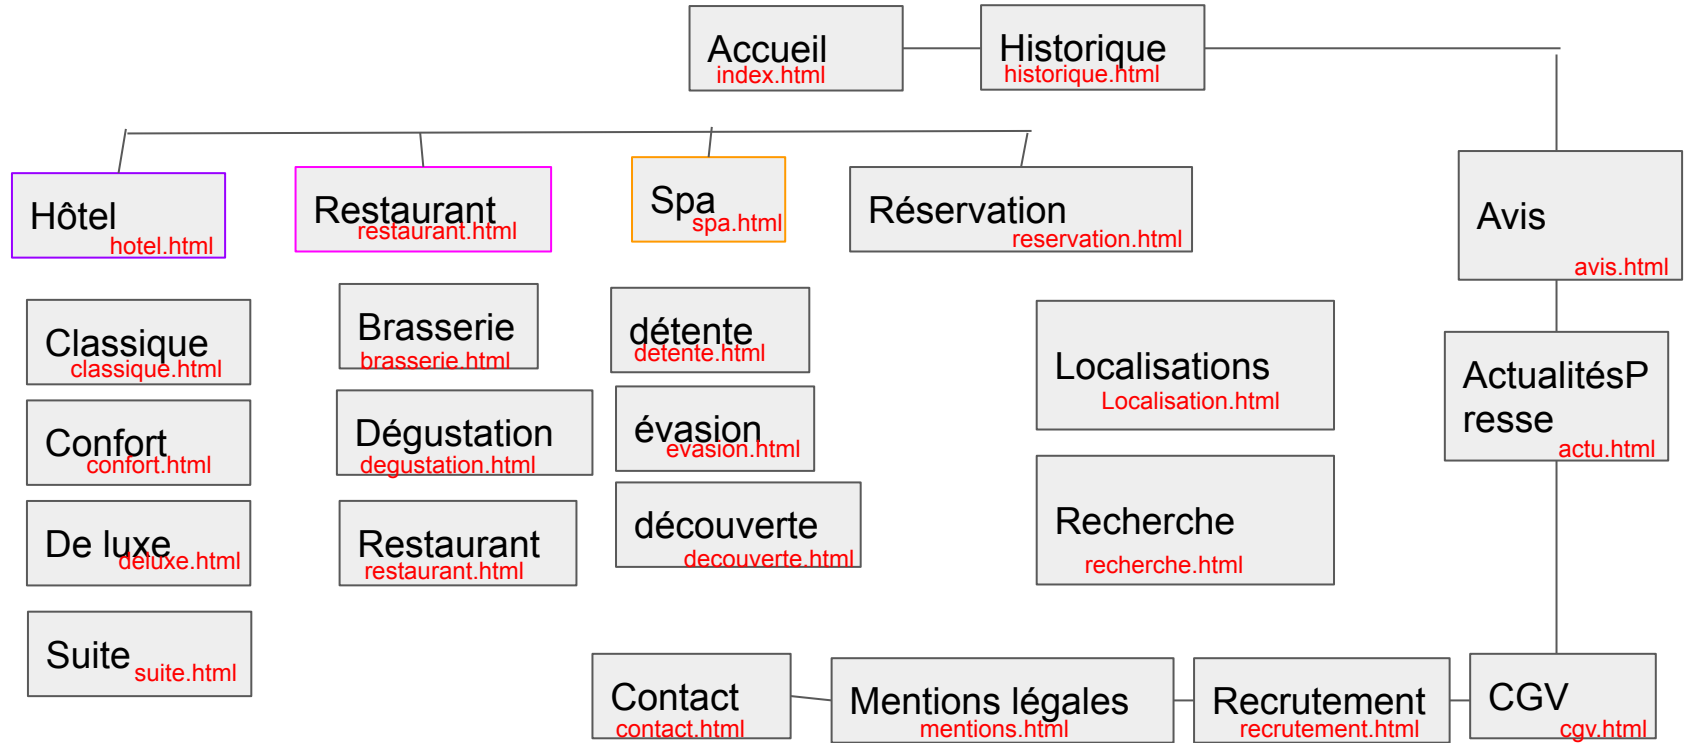 Accueil
index.html
Historique
historique.html
Hôtel
hotel.html
Restaurant
restaurant.html
Spa
spa.html
Réservation
reservation.html
Avis
avis.html
Classique
classique.html
Confort
confort.html
De luxe
deluxe.html
Suite
suite.html
Brasserie
brasserie.html
Dégustation
degustation.html
Restaurant
restaurant.html
détente
detente.html
évasion
evasion.html
découverte
decouverte.html
Localisations
Localisation.html
Recherche
recherche.html
ActualitésP
resse
actu.html
Contact
contact.html
Mentions légales
mentions.html
Recrutement
recrutement.html
CGV
cgv.html